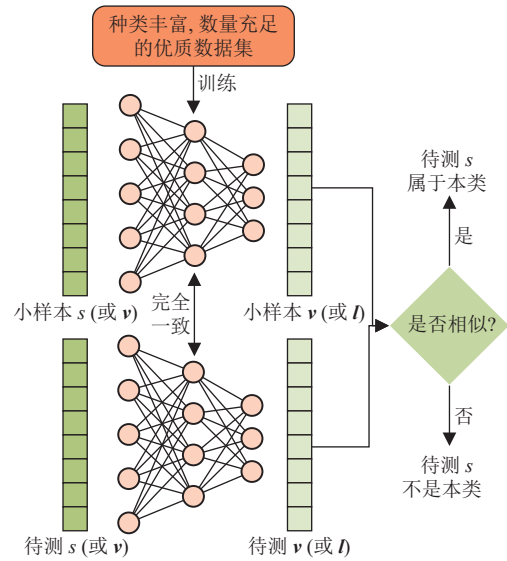 种类丰富, 数量充足
的优质数据集
训练
小样本 s (或 v)
完全
一致
小样本 v (或 l)
待测 s
属于本类
是
是否相似?
否
待测 s
不是本类
待测 s (或 v)
待测 v (或 l)